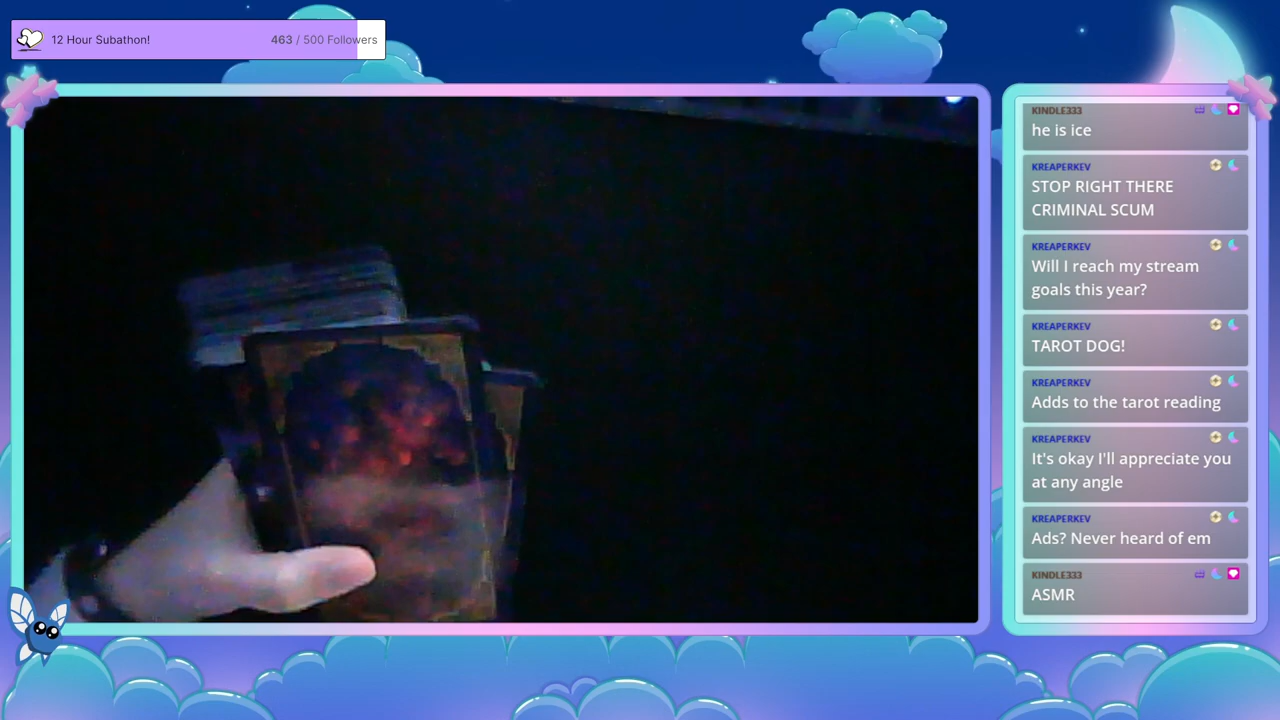 12 Hour Subathon!
463 / 500 Followers
KINDLE333
he is ice
KREAPERKEV
STOP RIGHT THERE
CRIMINAL SCUM
KREAPERKEV
Will I reach my stream
goals this year?
KREAPERKEV
TAROT DOG!
KREAPERKEV
Adds to the tarot reading
KREAPERKEV
It's okay I'll appreciate you
at any angle
KREAPERKEV
Ads? Never heard of em
KINDLE333
ASMR